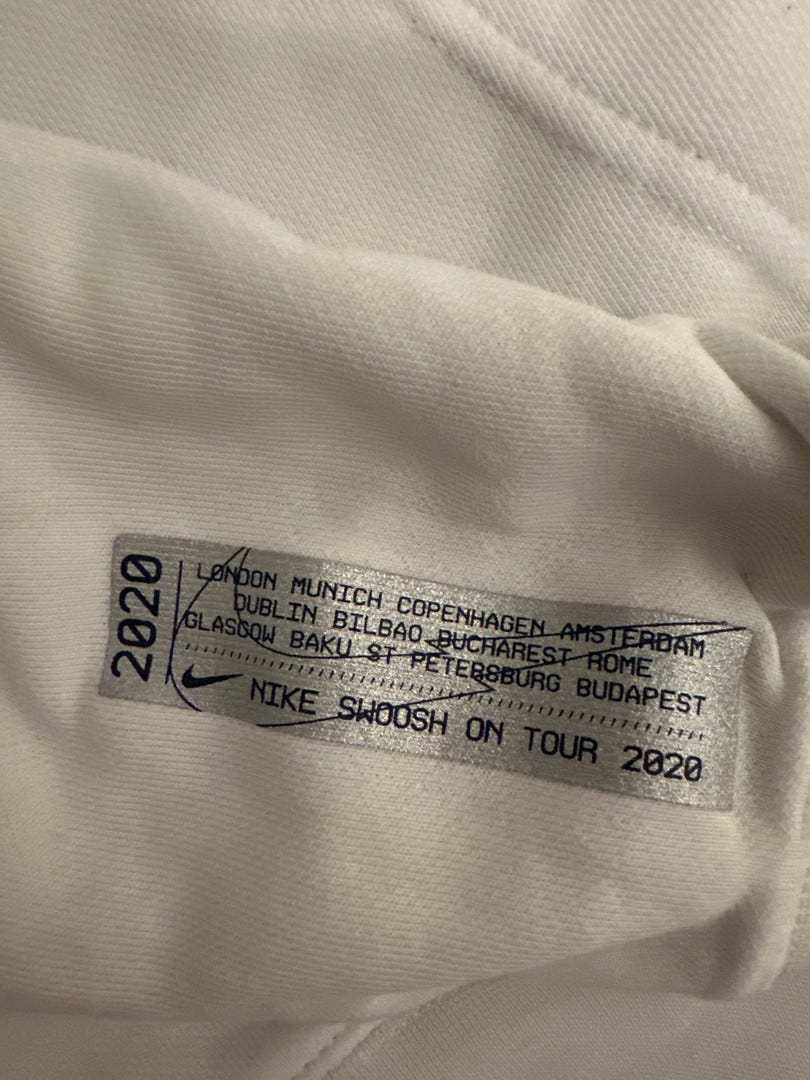 2020
LONDON MUNICH COPENHAGEN AMSTERDAM
DUBLIN BILBAO BUCHAREST ROME
GLASGOW BAKU ST PETERSBURG BUDAPEST
NIKE SWOOSH ON TOUR 2020